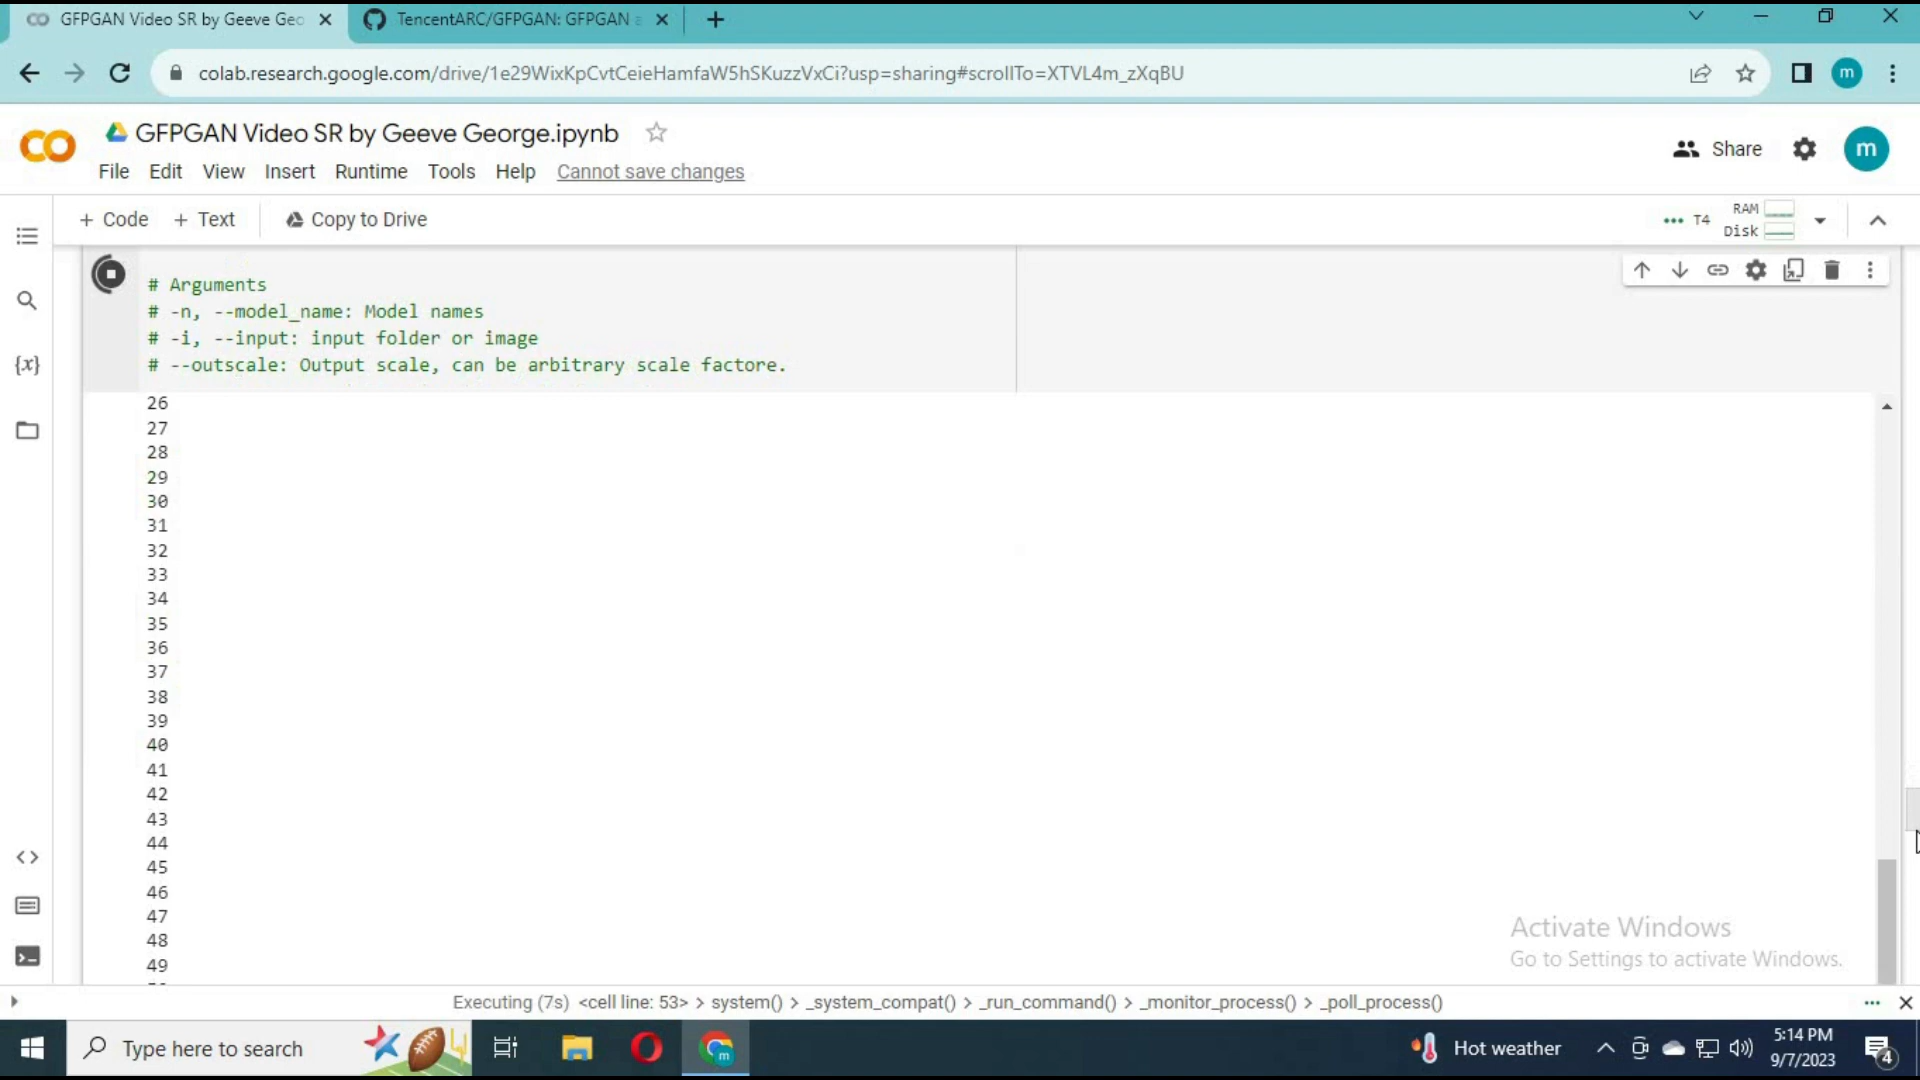 GFPGAN Video SR by Geeve Geo
TencentARC/GFPGAN: GFPGAN
colab.research.google.com/drive/1e29WixKpCvtCeieHamfaW5hSKuzzVxCi?usp=sharing#scrollTo=XTVL4m_zXqBU
m
CO
GFPGAN Video SR by Geeve George.ipynb
File Edit View Insert Runtime Tools Help Cannot save changes
Share
m
+ Code + Text Copy to Drive
T4
RAM
Disk
# Arguments
# -n, --model_name: Model names
# -i, --input: input folder or image
# --outscale: Output scale, can be arbitrary scale factore.
{x}
26
27
28
29
30
31
32
33
34
35
36
37
38
39
40
41
42
43
44
45
46
47
48
49
Activate Windows
Go to Settings to activate Windows.
Executing (7s) <cell line: 53> > system() > _system_compat() > _run_command() > _monitor_process() > _poll_process()
Type here to search
m
Hot weather
5:14 PM
9/7/2023
4